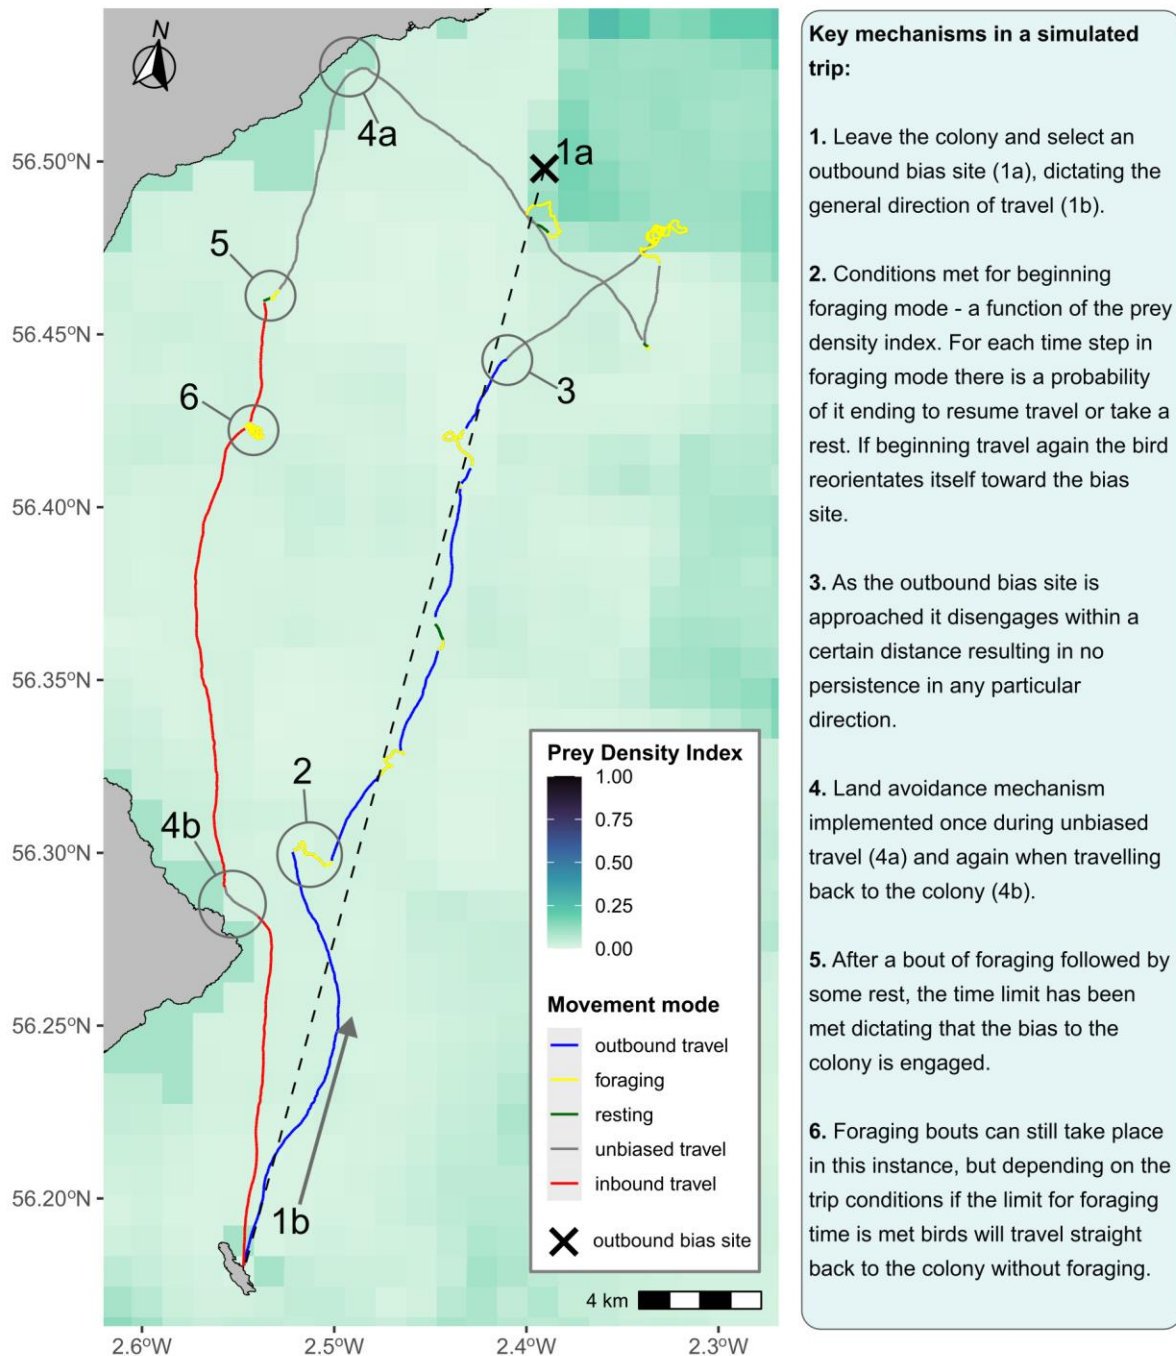 N
56.50°N
56.45°N
56.40°N
56.35°N
56.30°N
56.25°N
56.20°N
2.6°W
2.5°W
2.4°W
2.3°W
1a
4a
5
3
6
2
4b
1b
Prey Density Index
1.00
0.75
0.50
0.25
0.00
Movement mode
outbound travel
foraging
resting
unbiased travel
inbound travel
outbound bias site
4 km
Key mechanisms in a simulated
trip:
1. Leave the colony and select an
outbound bias site (1a), dictating the
general direction of travel (1b).
2. Conditions met for beginning
foraging mode - a function of the prey
density index. For each time step in
foraging mode there is a probability
of it ending to resume travel or take a
rest. If beginning travel again the bird
reorientates itself toward the bias
site.
3. As the outbound bias site is
approached it disengages within a
certain distance resulting in no
persistence in any particular
direction.
4. Land avoidance mechanism
implemented once during unbiased
travel (4a) and again when travelling
back to the colony (4b).
5. After a bout of foraging followed by
some rest, the time limit has been
met dictating that the bias to the
colony is engaged.
6. Foraging bouts can still take place
in this instance, but depending on the
trip conditions if the limit for foraging
time is met birds will travel straight
back to the colony without foraging.